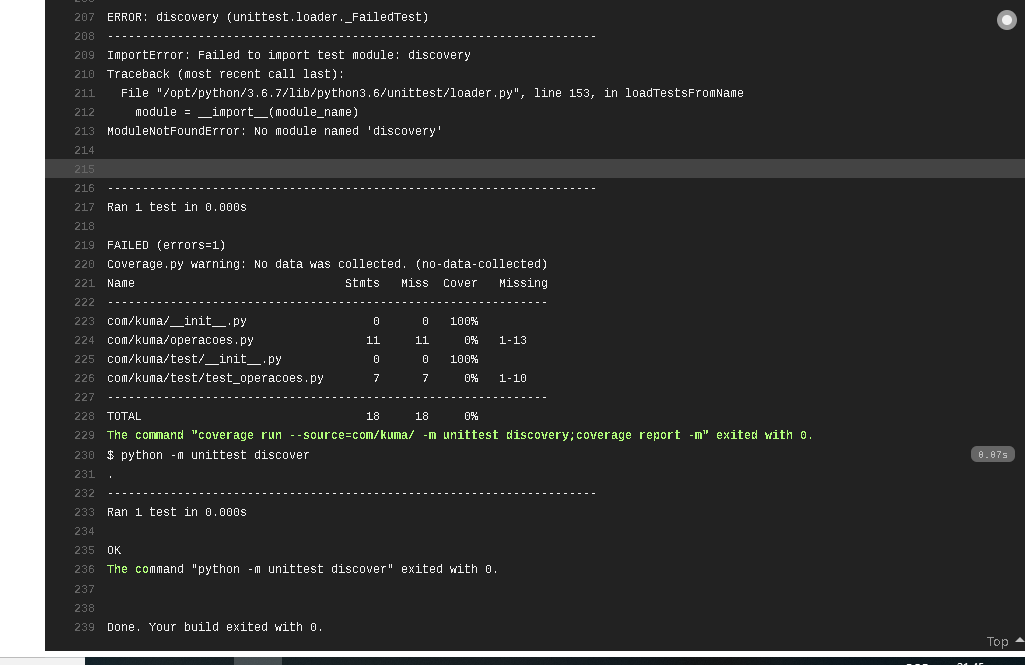 207 ERROR: discovery (unittest.loader._FailedTest)
208 ----------------------------------------------------------------------
209 ImportError: Failed to import test module: discovery
210 Traceback (most recent call last):
211   File "/opt/python/3.6.7/lib/python3.6/unittest/loader.py", line 153, in loadTestsFromName
212     module = __import__(module_name)
213 ModuleNotFoundError: No module named 'discovery'
214
215
216 ----------------------------------------------------------------------
217 Ran 1 test in 0.000s
218
219 FAILED (errors=1)
220 Coverage.py warning: No data was collected. (no-data-collected)
221 Name                              Stmts   Miss  Cover   Missing
222 ---------------------------------------------------------------
223 com/kuma/__init__.py                  0      0   100%
224 com/kuma/operacoes.py                11     11     0%   1-13
225 com/kuma/test/__init__.py             0      0   100%
226 com/kuma/test/test_operacoes.py       7      7     0%   1-10
227 ---------------------------------------------------------------
228 TOTAL                                18     18     0%
229 The command "coverage run --source=com/kuma/ -m unittest discovery;coverage report -m" exited with 0.
230 $ python -m unittest discover 0.07s
231 .
232 ----------------------------------------------------------------------
233 Ran 1 test in 0.000s
234
235 OK
236 The command "python -m unittest discover" exited with 0.
237
238
239 Done. Your build exited with 0.
Top